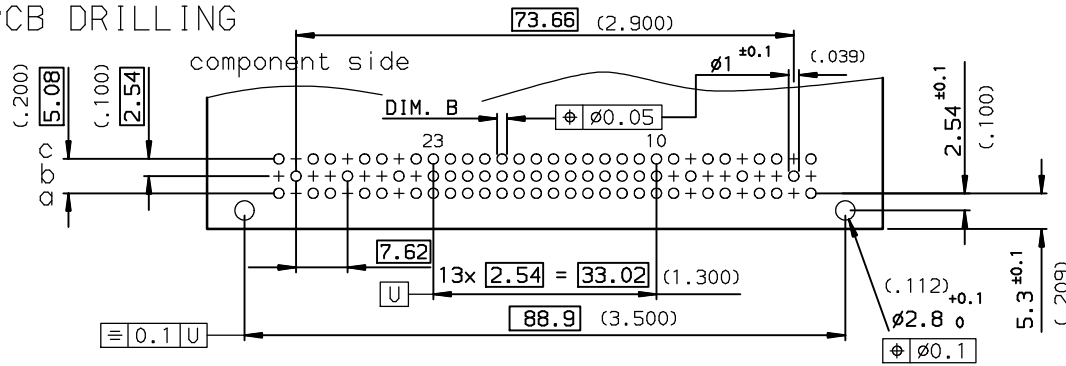 CB DRILLING
73.66 (2.900)
component side
ø1 ±0.1 (.039)
(.200) 5.08
(.100) 2.54
DIM. B
⌖ ø0.05
2.54 ±0.1 (.100)
23
10
c
b
a
7.62
13x 2.54 = 33.02 (1.300)
U
88.9 (3.500)
⌯ 0.1 U
(.112)
ø2.8 +0.1 0
⌖ ø0.1
5.3 ±0.1
(.209)